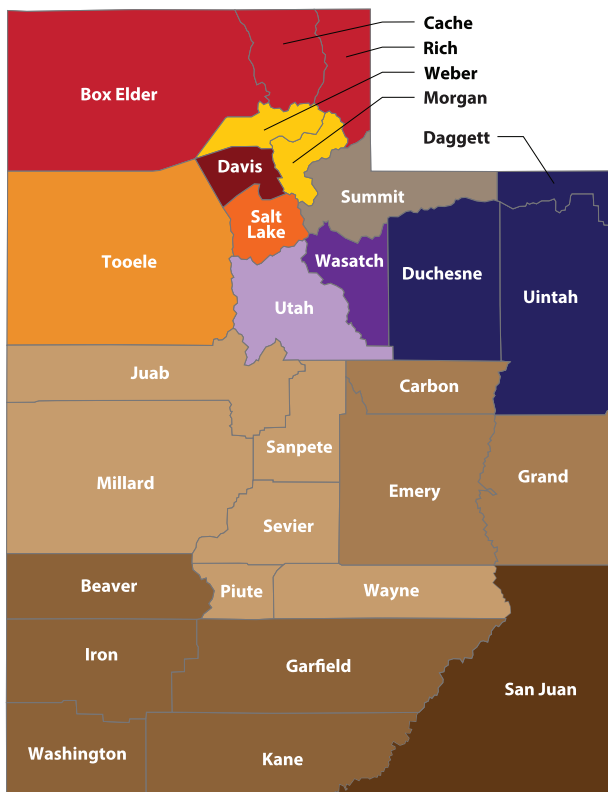 Cache
Rich
Weber
Morgan
Box Elder
Daggett
Davis
Summit
Salt
Lake
Tooele
Wasatch
Duchesne
Uintah
Utah
Juab
Carbon
Sanpete
Millard
Emery
Grand
Sevier
Beaver
Piute
Wayne
Iron
Garfield
San Juan
Washington
Kane